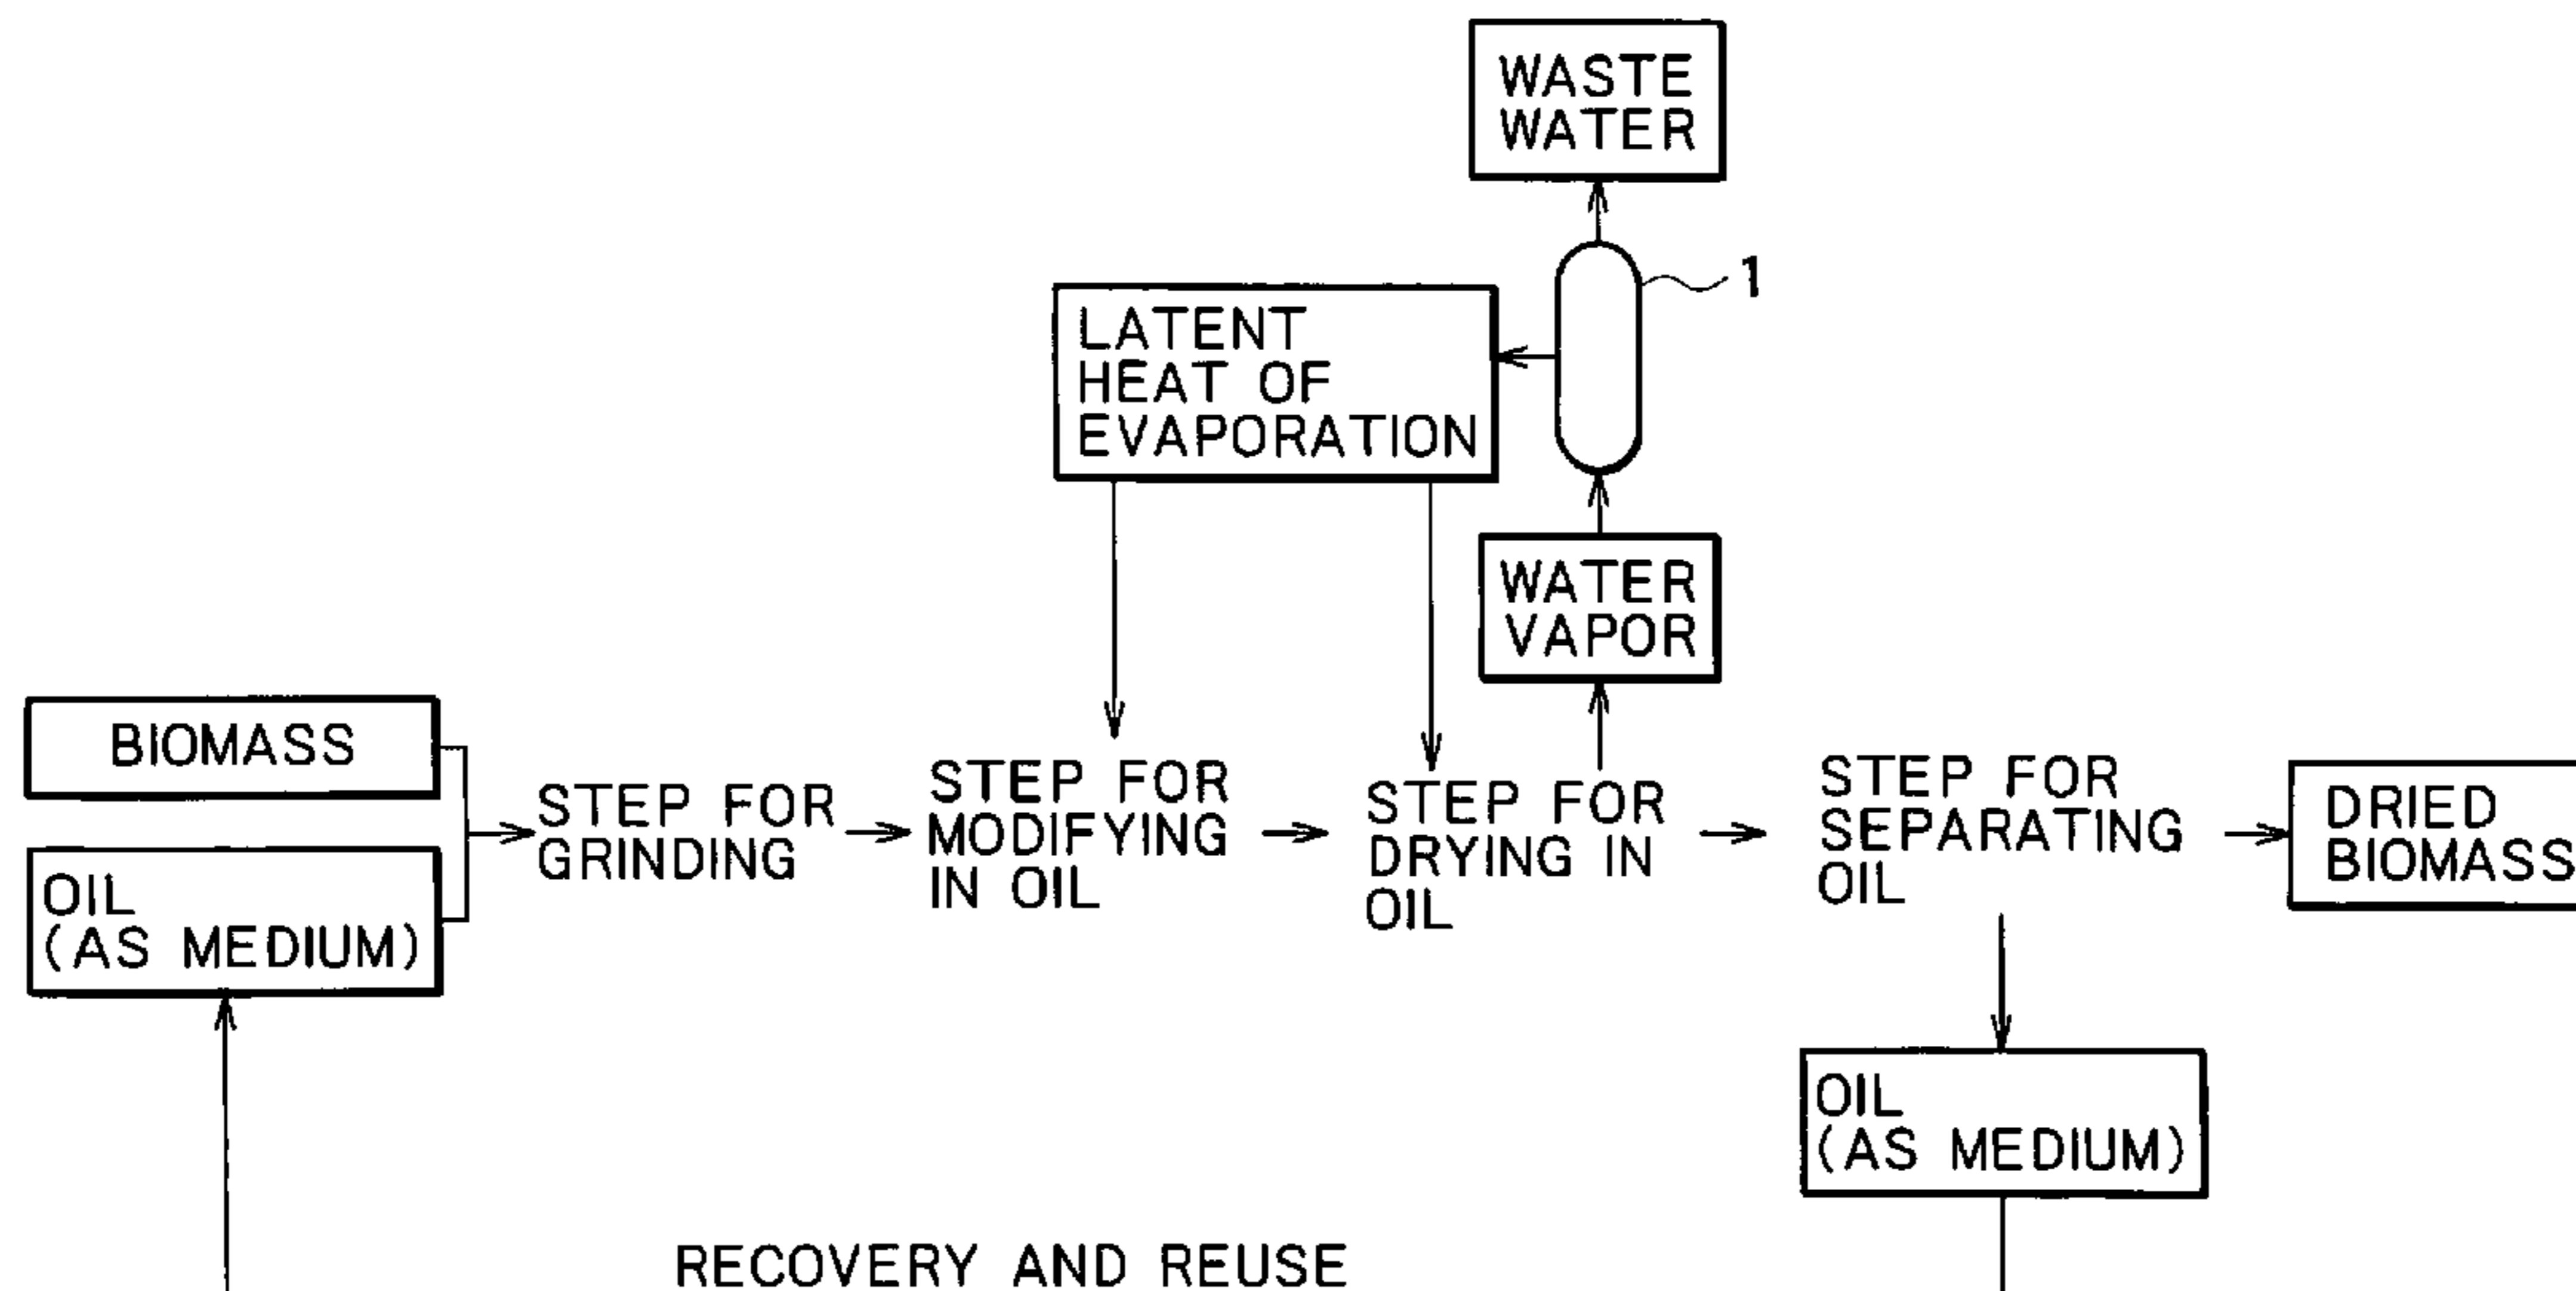 WASTE
WATER
1
LATENT
HEAT OF
EVAPORATION
WATER
VAPOR
BIOMASS
OIL
(AS MEDIUM)
STEP FOR
GRINDING
STEP FOR
MODIFYING
IN OIL
STEP FOR
DRYING IN
OIL
STEP FOR
SEPARATING
OIL
DRIED
BIOMASS
OIL
(AS MEDIUM)
RECOVERY AND REUSE